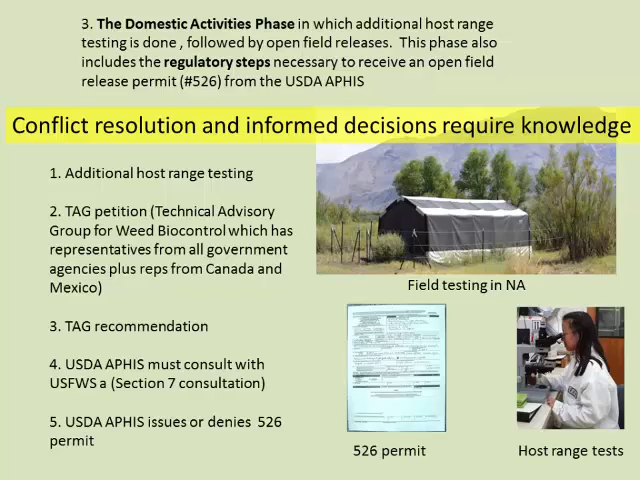 3. The Domestic Activities Phase in which additional host range
testing is done , followed by open field releases. This phase also
includes the regulatory steps necessary to receive an open field
release permit (#526) from the USDA APHIS
Conflict resolution and informed decisions require knowledge
1. Additional host range testing
2. TAG petition (Technical Advisory
Group for Weed Biocontrol which has
representatives from all government
agencies plus reps from Canada and
Mexico)
3. TAG recommendation
4. USDA APHIS must consult with
USFWS a (Section 7 consultation)
5. USDA APHIS issues or denies 526
permit
Field testing in NA
526 permit
Host range tests